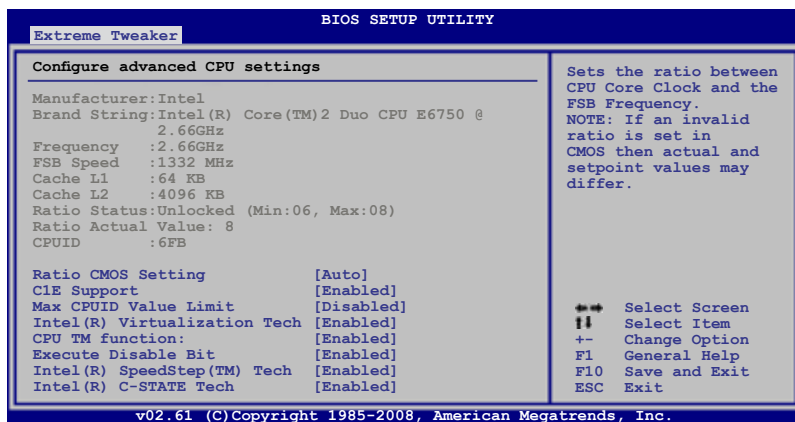 BIOS SETUP UTILITY
Extreme Tweaker
Configure advanced CPU settings
Manufacturer:Intel
Brand String:Intel(R) Core(TM)2 Duo CPU E6750 @
2.66GHz
Frequency :2.66GHz
FSB Speed :1332 MHz
Cache L1 :64 KB
Cache L2 :4096 KB
Ratio Status:Unlocked (Min:06, Max:08)
Ratio Actual Value: 8
CPUID :6FB
Ratio CMOS Setting [Auto]
C1E Support [Enabled]
Max CPUID Value Limit [Disabled]
Intel(R) Virtualization Tech [Enabled]
CPU TM function: [Enabled]
Execute Disable Bit [Enabled]
Intel(R) SpeedStep(TM) Tech [Enabled]
Intel(R) C-STATE Tech [Enabled]
Sets the ratio between
CPU Core Clock and the
FSB Frequency.
NOTE: If an invalid
ratio is set in
CMOS then actual and
setpoint values may
differ.
←→ Select Screen
↑↓ Select Item
+- Change Option
F1 General Help
F10 Save and Exit
ESC Exit
v02.61 (C)Copyright 1985-2008, American Megatrends, Inc.